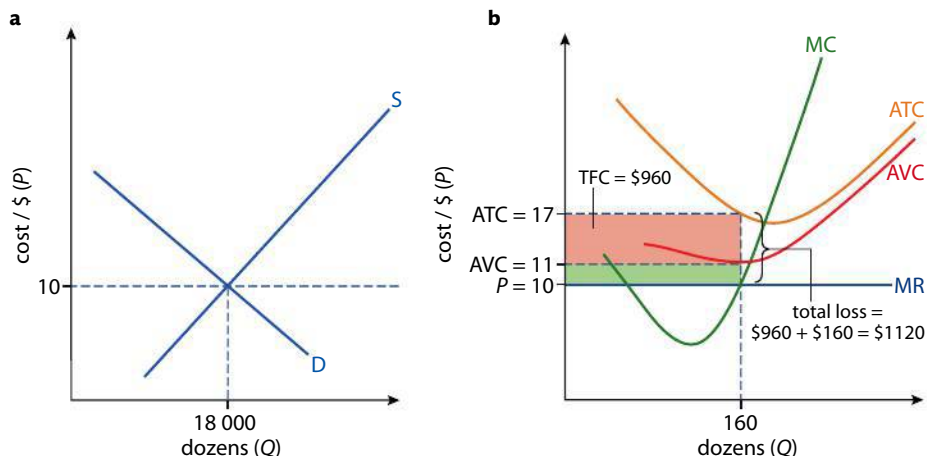 a
cost / $ (P)
S
10
D
18 000
dozens (Q)
b
cost / $ (P)
MC
ATC
AVC
TFC = $960
ATC = 17
AVC = 11
P = 10
MR
total loss =
$960 + $160 = $1120
160
dozens (Q)